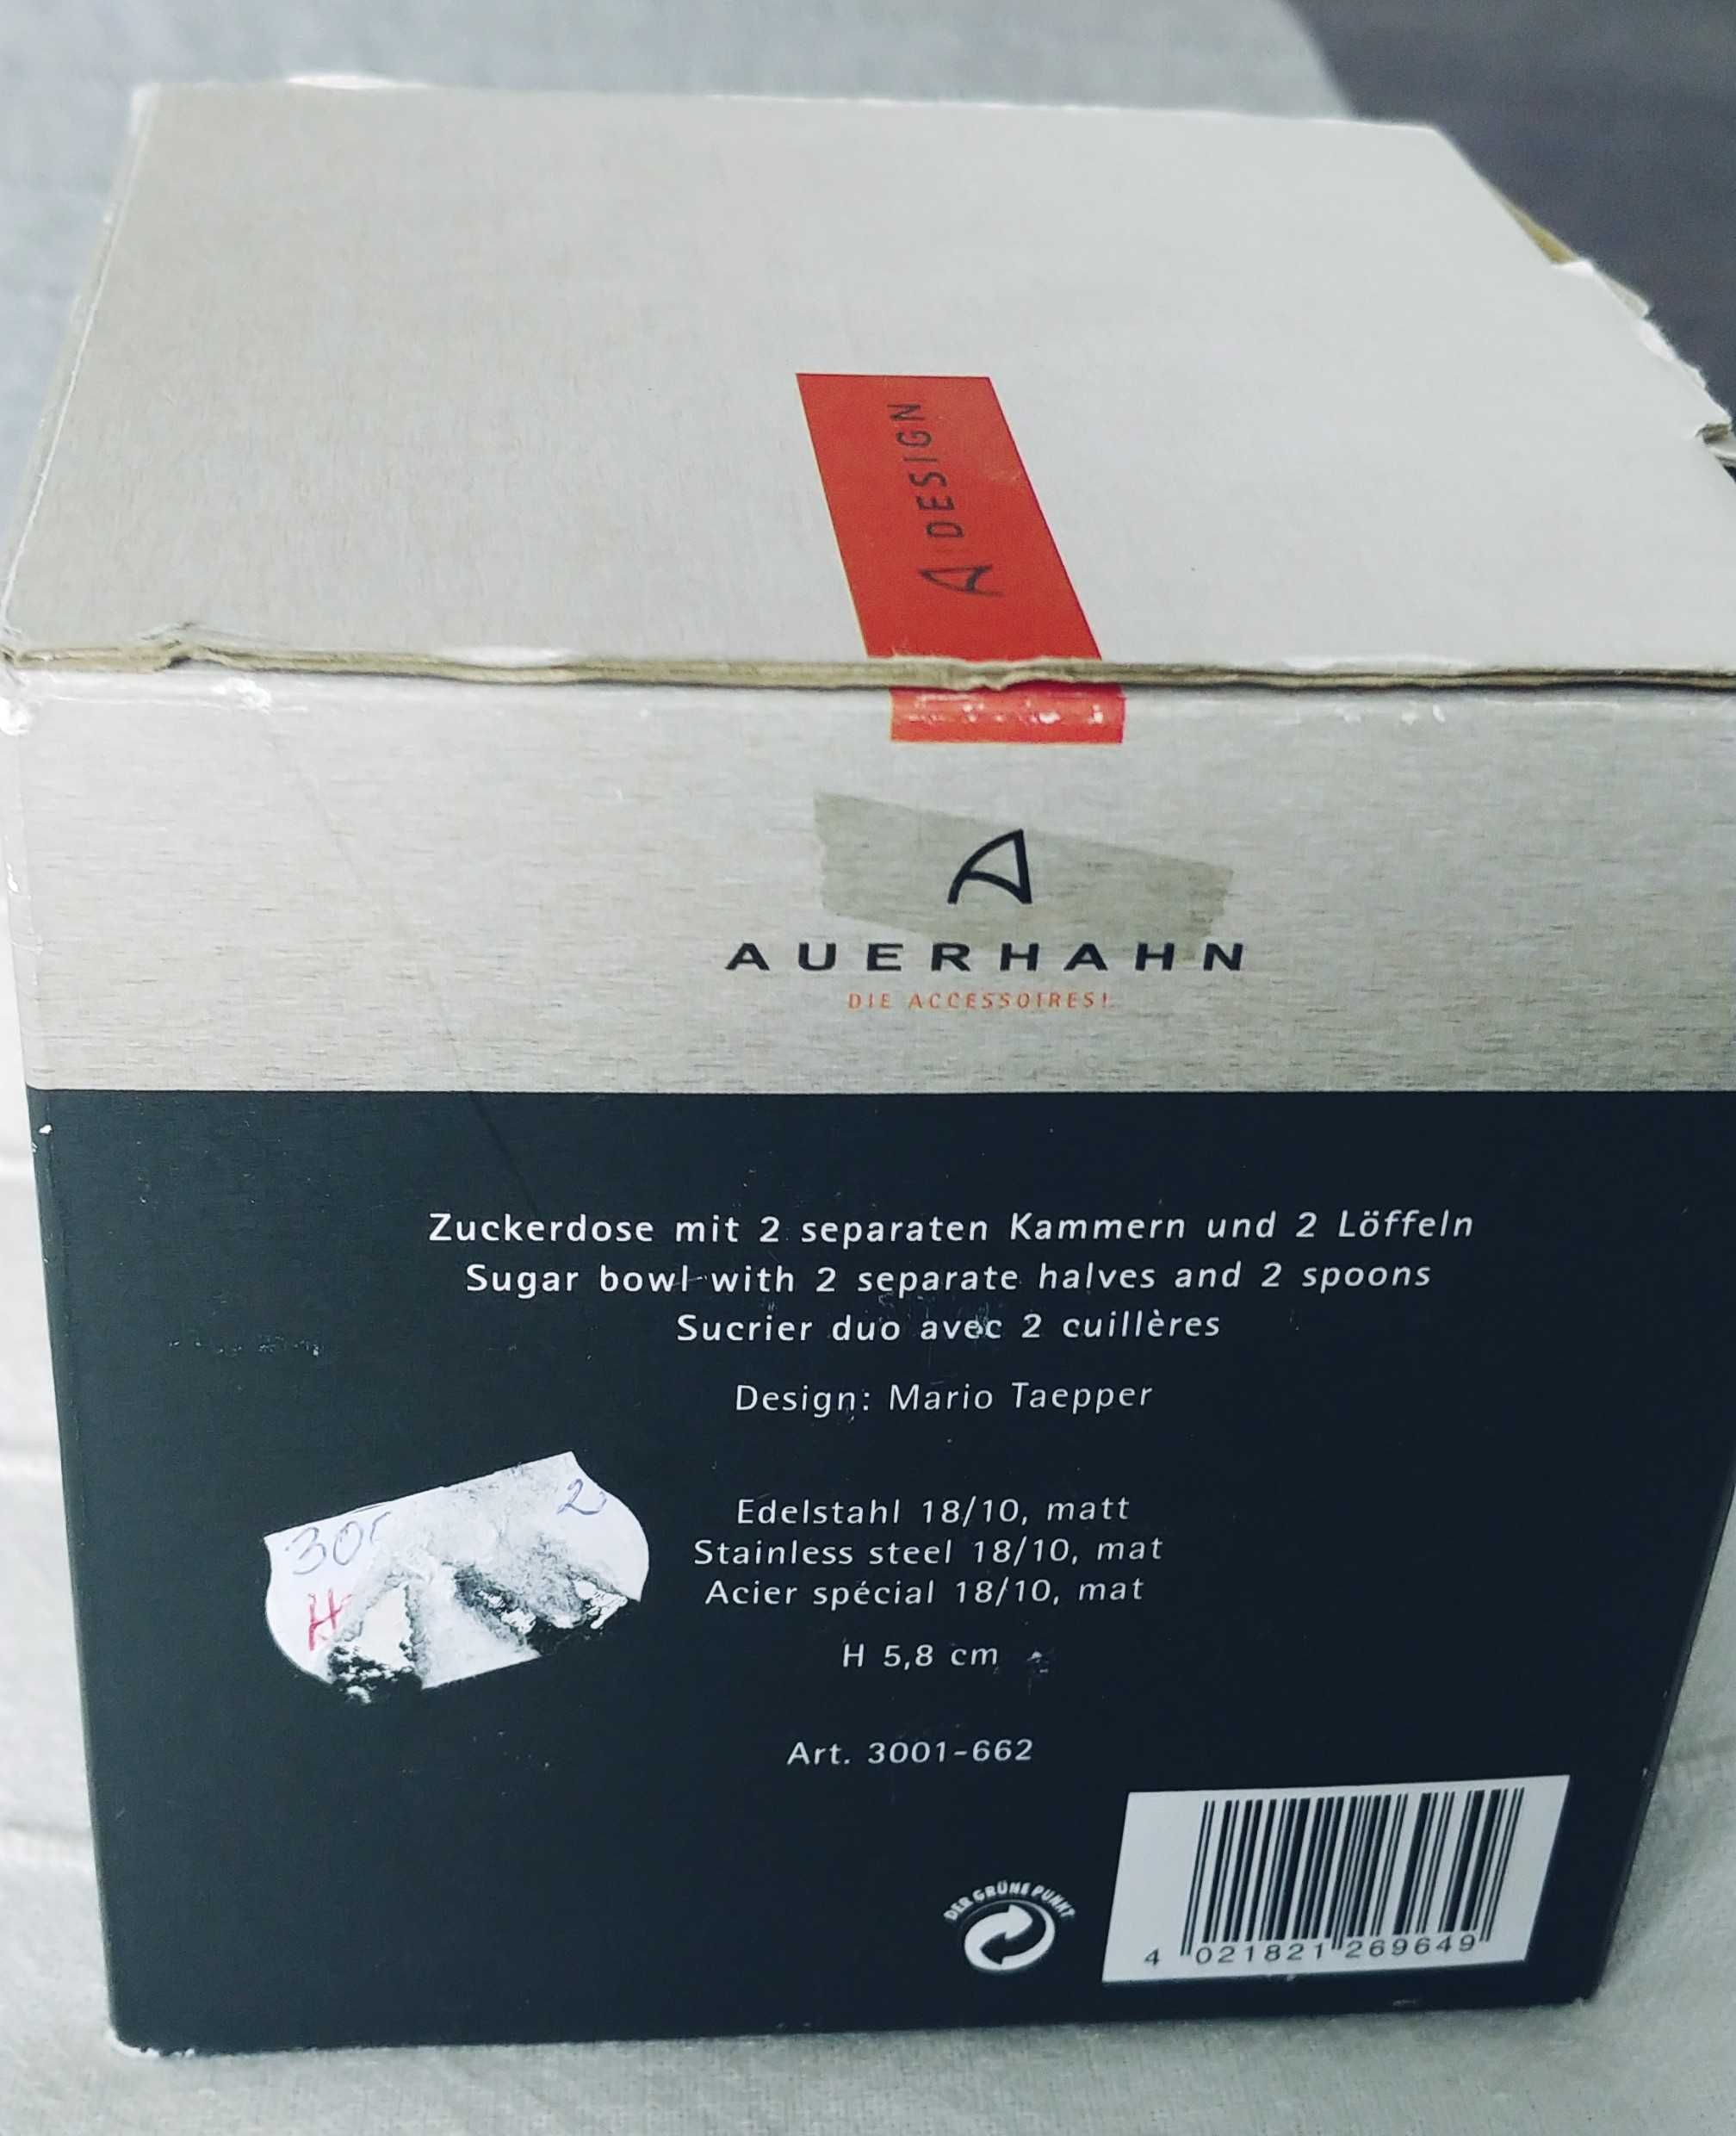 A DESIGN
AUERHAHN
DIE ACCESSOIRES!
Zuckerdose mit 2 separaten Kammern und 2 Löffeln
Sugar bowl with 2 separate halves and 2 spoons
Sucrier duo avec 2 cuillères
Design: Mario Taepper
2
30
H
Edelstahl 18/10, matt
Stainless steel 18/10, mat
Acier spécial 18/10, mat
H 5,8 cm
Art. 3001-662
DER GRÜNE PUNKT
4 021821 269649